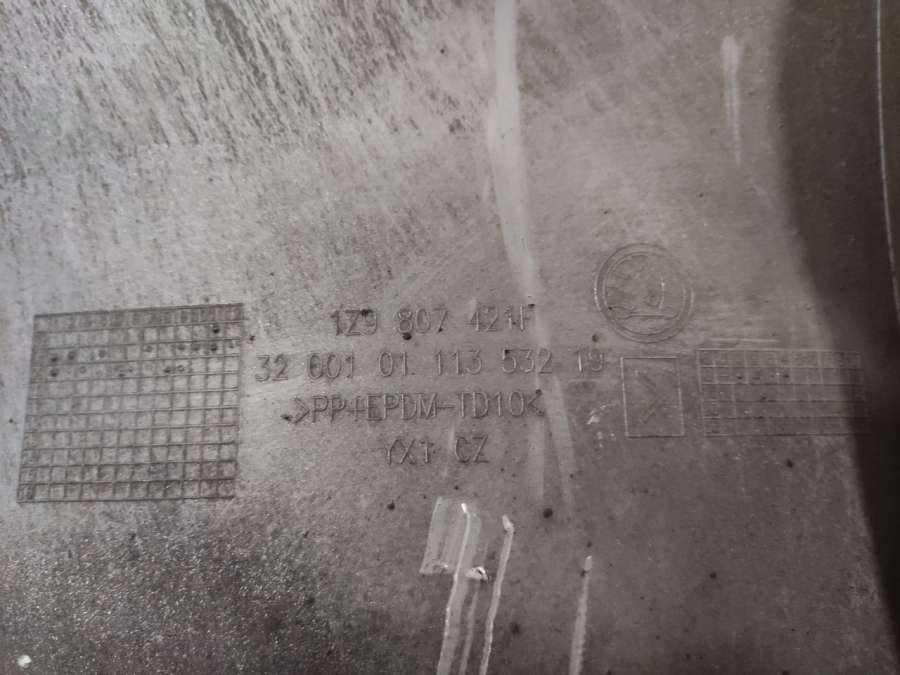 1Z9 807 421F
32 601 01. 113 532 19
>PP+EPDM-TD10<
YX1 CZ